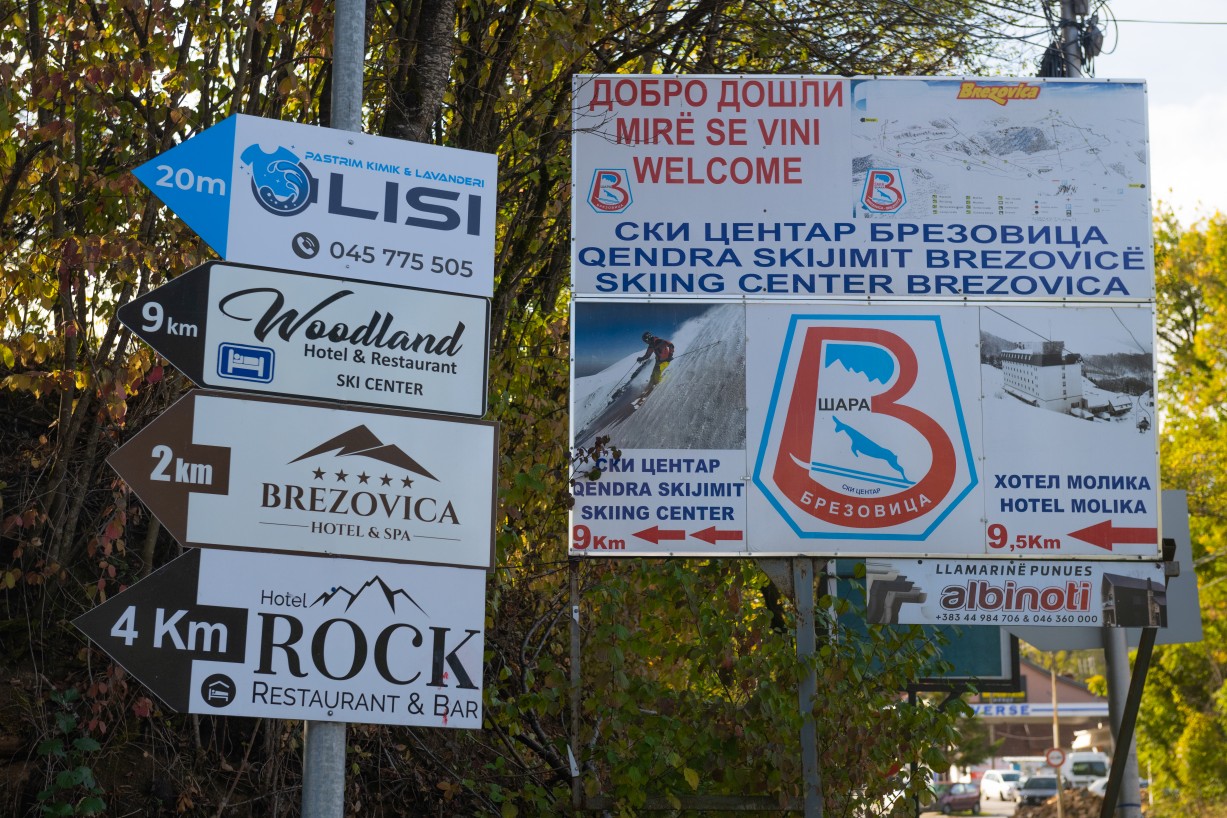 20m
PASTRIM KIMIK & LAVANDERI
LISI
045 775 505
9 km
Woodland
Hotel & Restaurant
SKI CENTER
2 km
BREZOVICA
HOTEL & SPA
4 Km
Hotel
ROCK
RESTAURANT & BAR
ДОБРО ДОШЛИ
MIRË SE VINI
WELCOME
Brezovica
СКИ ЦЕНТАР БРЕЗОВИЦА
QENDRA SKIJIMIT BREZOVICË
SKIING CENTER BREZOVICA
СКИ ЦЕНТАР
QENDRA SKIJIMIT
SKIING CENTER
9Km
B
ШАРА
СКИ ЦЕНТАР
БРЕЗОВИЦА
ХОТЕЛ МОЛИКА
HOTEL MOLIKA
9,5Km
LLAMARINË PUNUES
albinoti
+383 44 984 706 & 046 360 000
VERSE